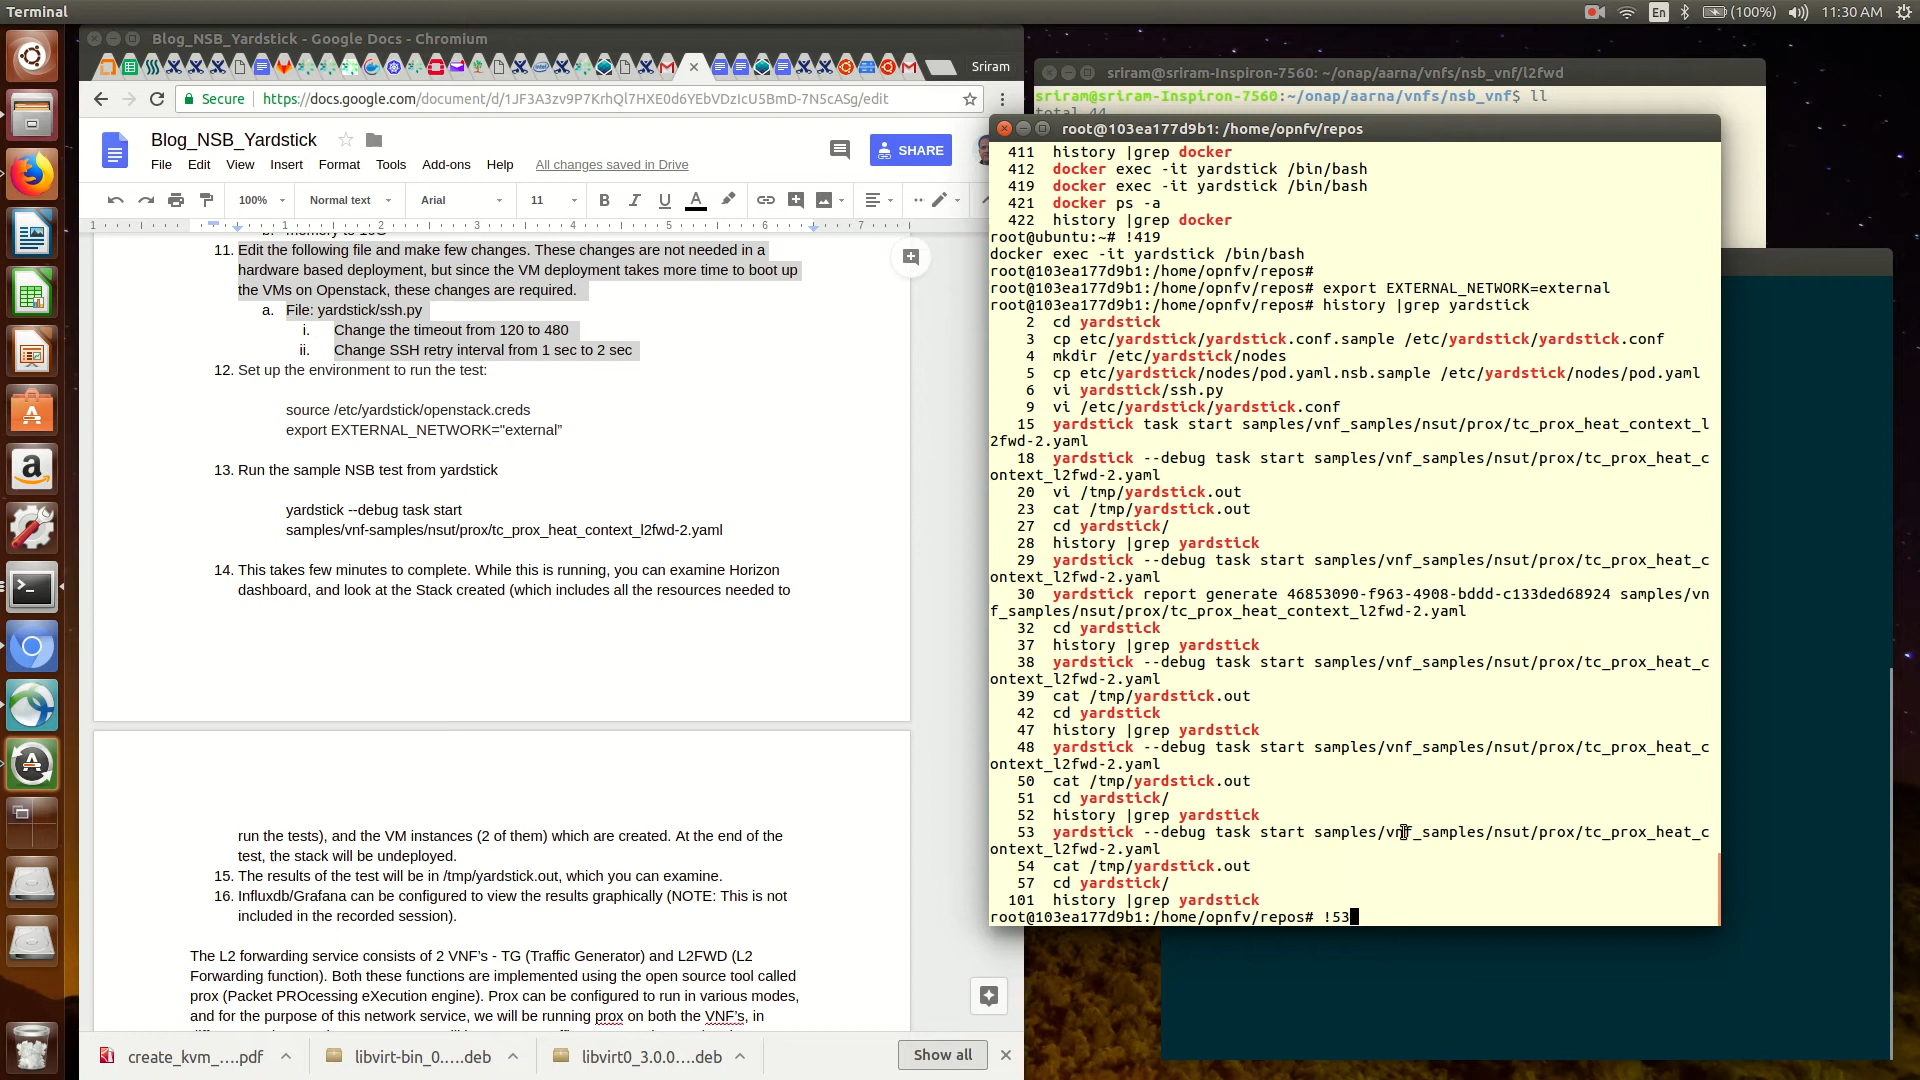 Terminal
En
(100%)
11:30 AM
Blog_NSB_Yardstick - Google Docs - Chromium
Sriram
Secure
https://docs.google.com/document/d/1JF3A3zv9P7KrhQl7HXE0d6YEbVDzIcU5BmD-7N5cASg/edit
Blog_NSB_Yardstick
File Edit View Insert Format Tools Add-ons Help All changes saved in Drive
SHARE
100% Normal text Arial 11
11. Edit the following file and make few changes. These changes are not needed in a
hardware based deployment, but since the VM deployment takes more time to boot up
the VMs on Openstack, these changes are required.
a. File: yardstick/ssh.py
i. Change the timeout from 120 to 480
ii. Change SSH retry interval from 1 sec to 2 sec
12. Set up the environment to run the test:
source /etc/yardstick/openstack.creds
export EXTERNAL_NETWORK="external”
13. Run the sample NSB test from yardstick
yardstick --debug task start
samples/vnf-samples/nsut/prox/tc_prox_heat_context_l2fwd-2.yaml
14. This takes few minutes to complete. While this is running, you can examine Horizon
dashboard, and look at the Stack created (which includes all the resources needed to
run the tests), and the VM instances (2 of them) which are created. At the end of the
test, the stack will be undeployed.
15. The results of the test will be in /tmp/yardstick.out, which you can examine.
16. Influxdb/Grafana can be configured to view the results graphically (NOTE: This is not
included in the recorded session).
The L2 forwarding service consists of 2 VNF’s - TG (Traffic Generator) and L2FWD (L2
Forwarding function). Both these functions are implemented using the open source tool called
prox (Packet PROcessing eXecution engine). Prox can be configured to run in various modes,
and for the purpose of this network service, we will be running prox on both the VNF’s, in
create_kvm_....pdf
libvirt-bin_0.....deb
libvirt0_3.0.0....deb
Show all
sriram@sriram-Inspiron-7560: ~/onap/aarna/vnfs/nsb_vnf/l2fwd
sriram@sriram-Inspiron-7560:~/onap/aarna/vnfs/nsb_vnf$ ll
total 44
root@103ea177d9b1: /home/opnfv/repos
411 history |grep docker
412 docker exec -it yardstick /bin/bash
419 docker exec -it yardstick /bin/bash
421 docker ps -a
422 history |grep docker
root@ubuntu:~# !419
docker exec -it yardstick /bin/bash
root@103ea177d9b1:/home/opnfv/repos#
root@103ea177d9b1:/home/opnfv/repos# export EXTERNAL_NETWORK=external
root@103ea177d9b1:/home/opnfv/repos# history |grep yardstick
2 cd yardstick
3 cp etc/yardstick/yardstick.conf.sample /etc/yardstick/yardstick.conf
4 mkdir /etc/yardstick/nodes
5 cp etc/yardstick/nodes/pod.yaml.nsb.sample /etc/yardstick/nodes/pod.yaml
6 vi yardstick/ssh.py
9 vi /etc/yardstick/yardstick.conf
15 yardstick task start samples/vnf_samples/nsut/prox/tc_prox_heat_context_l
2fwd-2.yaml
18 yardstick --debug task start samples/vnf_samples/nsut/prox/tc_prox_heat_c
ontext_l2fwd-2.yaml
20 vi /tmp/yardstick.out
23 cat /tmp/yardstick.out
27 cd yardstick/
28 history |grep yardstick
29 yardstick --debug task start samples/vnf_samples/nsut/prox/tc_prox_heat_c
ontext_l2fwd-2.yaml
30 yardstick report generate 46853090-f963-4908-bddd-c133ded68924 samples/vn
f_samples/nsut/prox/tc_prox_heat_context_l2fwd-2.yaml
32 cd yardstick
37 history |grep yardstick
38 yardstick --debug task start samples/vnf_samples/nsut/prox/tc_prox_heat_c
ontext_l2fwd-2.yaml
39 cat /tmp/yardstick.out
42 cd yardstick
47 history |grep yardstick
48 yardstick --debug task start samples/vnf_samples/nsut/prox/tc_prox_heat_c
ontext_l2fwd-2.yaml
50 cat /tmp/yardstick.out
51 cd yardstick/
52 history |grep yardstick
53 yardstick --debug task start samples/vnf_samples/nsut/prox/tc_prox_heat_c
ontext_l2fwd-2.yaml
54 cat /tmp/yardstick.out
57 cd yardstick/
101 history |grep yardstick
root@103ea177d9b1:/home/opnfv/repos# !53